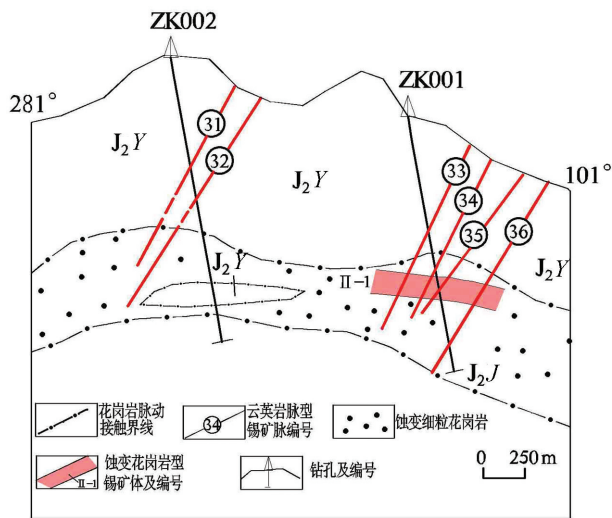 ZK002
ZK001
281°
101°
31
32
J₂Y
J₂Y
33
34
35
36
J₂Y
J₂Y
II-1
J₂J
花岗岩脉动
接触界线
34
云英岩脉型
锡矿脉编号
蚀变细粒花岗岩
II-1
蚀变花岗岩型
锡矿体及编号
钻孔及编号
0 250 m